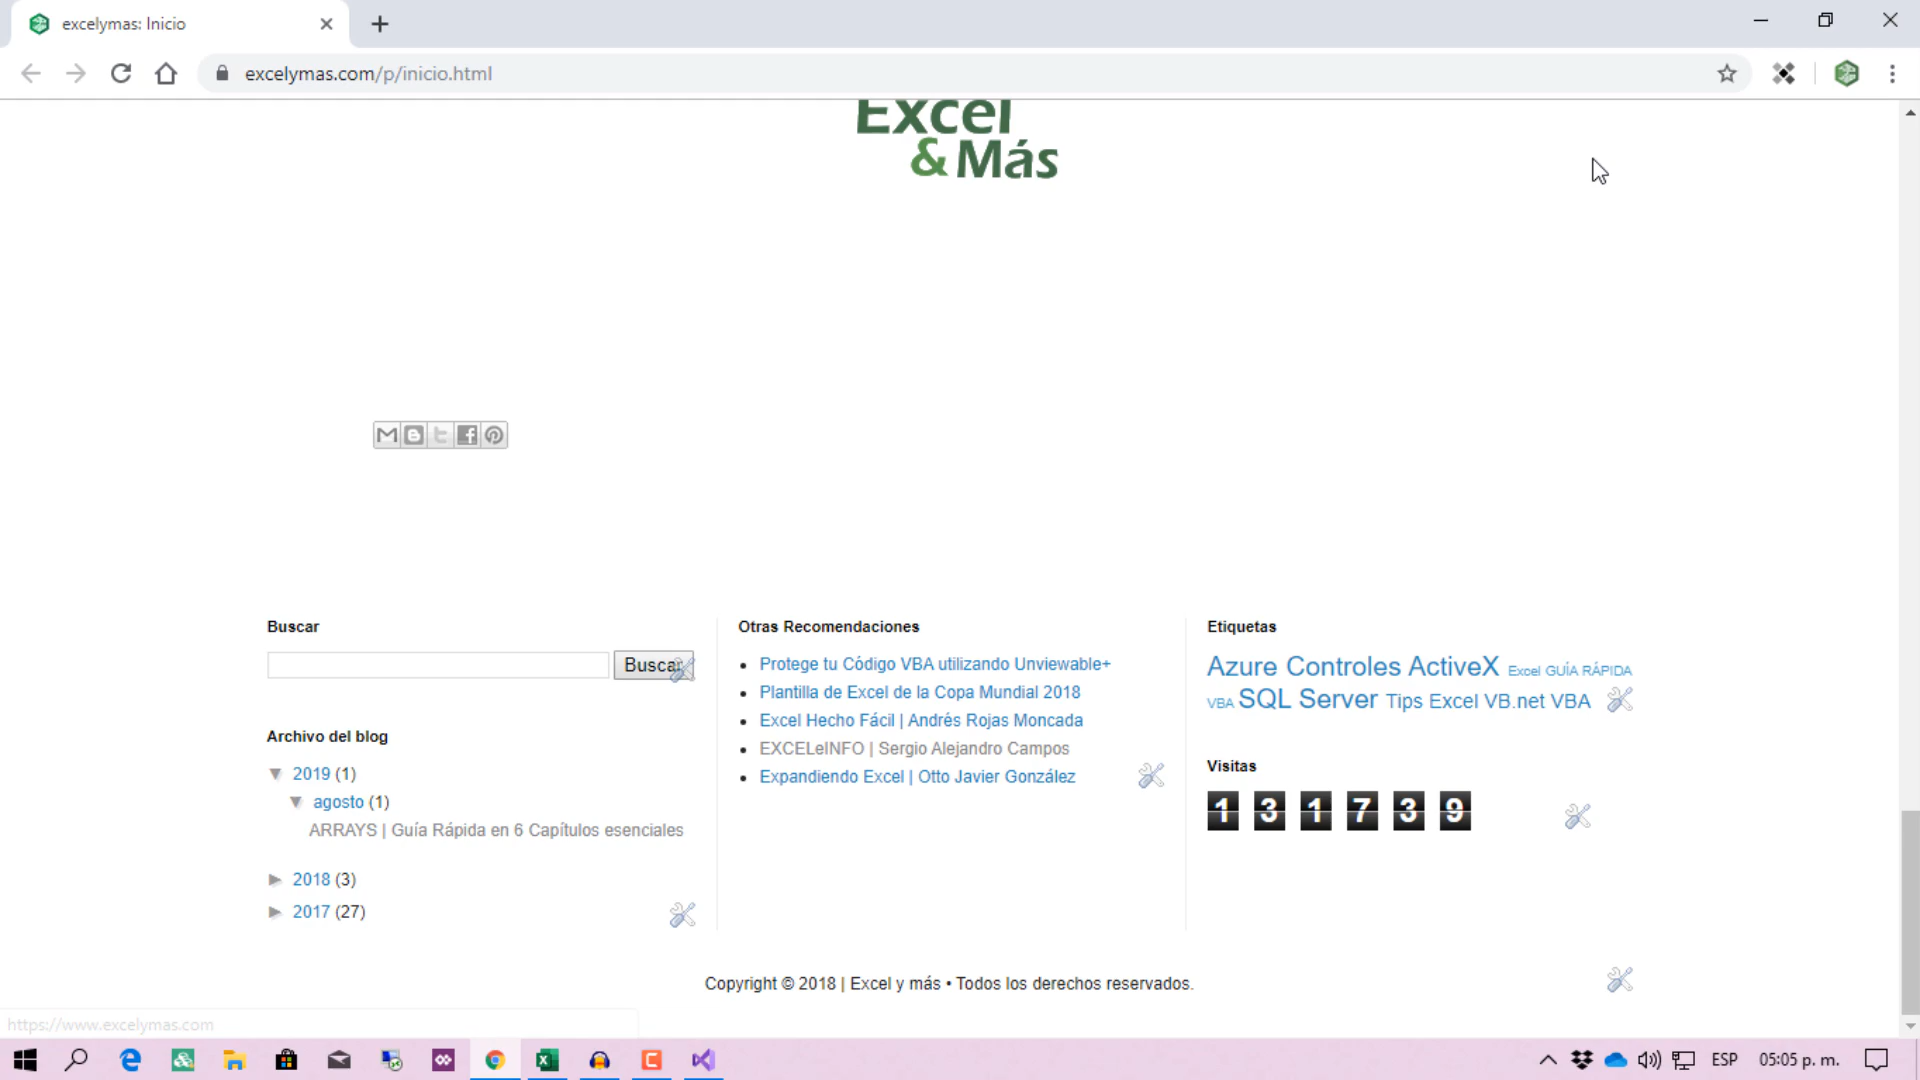 excelymas: Inicio
excelymas.com/p/inicio.html
Excel
& Más
Buscar
Buscar
Archivo del blog
2019 (1)
agosto (1)
ARRAYS | Guía Rápida en 6 Capítulos esenciales
2018 (3)
2017 (27)
Otras Recomendaciones
Protege tu Código VBA utilizando Unviewable+
Plantilla de Excel de la Copa Mundial 2018
Excel Hecho Fácil | Andrés Rojas Moncada
EXCELeINFO | Sergio Alejandro Campos
Expandiendo Excel | Otto Javier González
Etiquetas
Azure Controles ActiveX Excel GUÍA RÁPIDA
VBA SQL Server Tips Excel VB.net VBA
Visitas
1 3 1 7 3 9
Copyright © 2018 | Excel y más • Todos los derechos reservados.
https://www.excelymas.com
ESP 05:05 p. m.